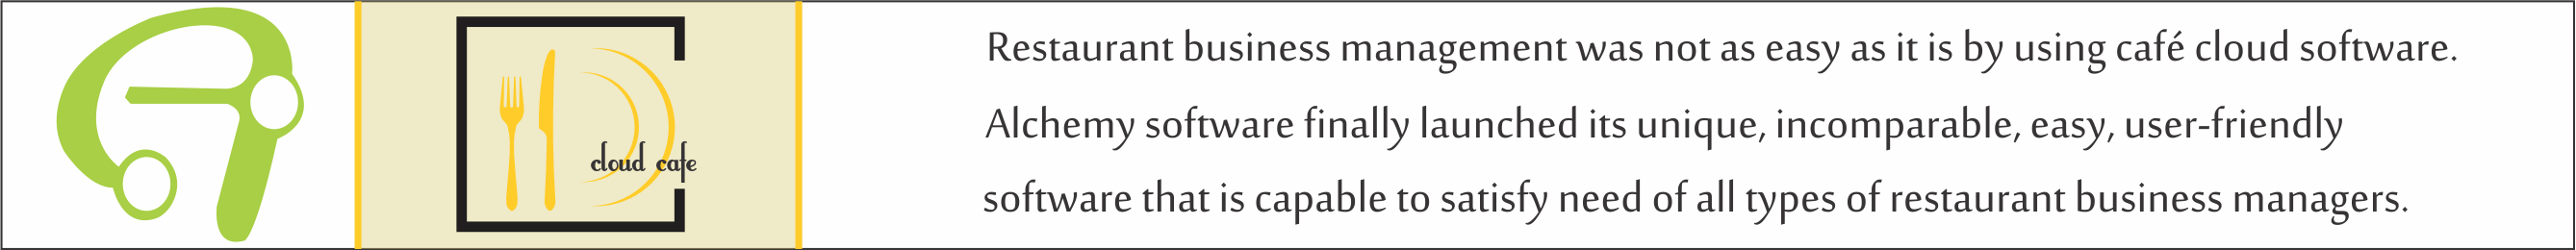 cloud cafe
Restaurant business management was not as easy as it is by using café cloud software.
Alchemy software finally launched its unique, incomparable, easy, user-friendly
software that is capable to satisfy need of all types of restaurant business managers.